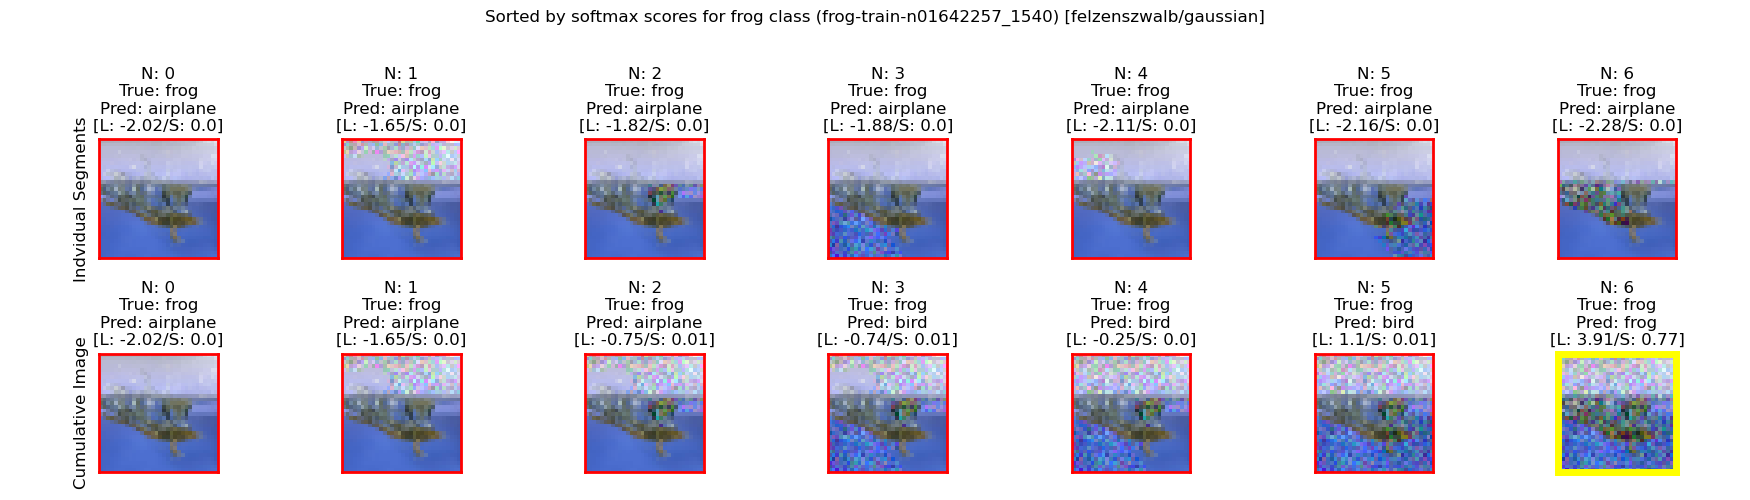 Sorted by softmax scores for frog class (frog-train-n01642257_1540) [felzenszwalb/gaussian]
Indvidual Segments
N: 0
True: frog
Pred: airplane
[L: -2.02/S: 0.0]
N: 1
True: frog
Pred: airplane
[L: -1.65/S: 0.0]
N: 2
True: frog
Pred: airplane
[L: -1.82/S: 0.0]
N: 3
True: frog
Pred: airplane
[L: -1.88/S: 0.0]
N: 4
True: frog
Pred: airplane
[L: -2.11/S: 0.0]
N: 5
True: frog
Pred: airplane
[L: -2.16/S: 0.0]
N: 6
True: frog
Pred: airplane
[L: -2.28/S: 0.0]
Cumulative Image
N: 0
True: frog
Pred: airplane
[L: -2.02/S: 0.0]
N: 1
True: frog
Pred: airplane
[L: -1.65/S: 0.0]
N: 2
True: frog
Pred: airplane
[L: -0.75/S: 0.01]
N: 3
True: frog
Pred: bird
[L: -0.74/S: 0.01]
N: 4
True: frog
Pred: bird
[L: -0.25/S: 0.0]
N: 5
True: frog
Pred: bird
[L: 1.1/S: 0.01]
N: 6
True: frog
Pred: frog
[L: 3.91/S: 0.77]